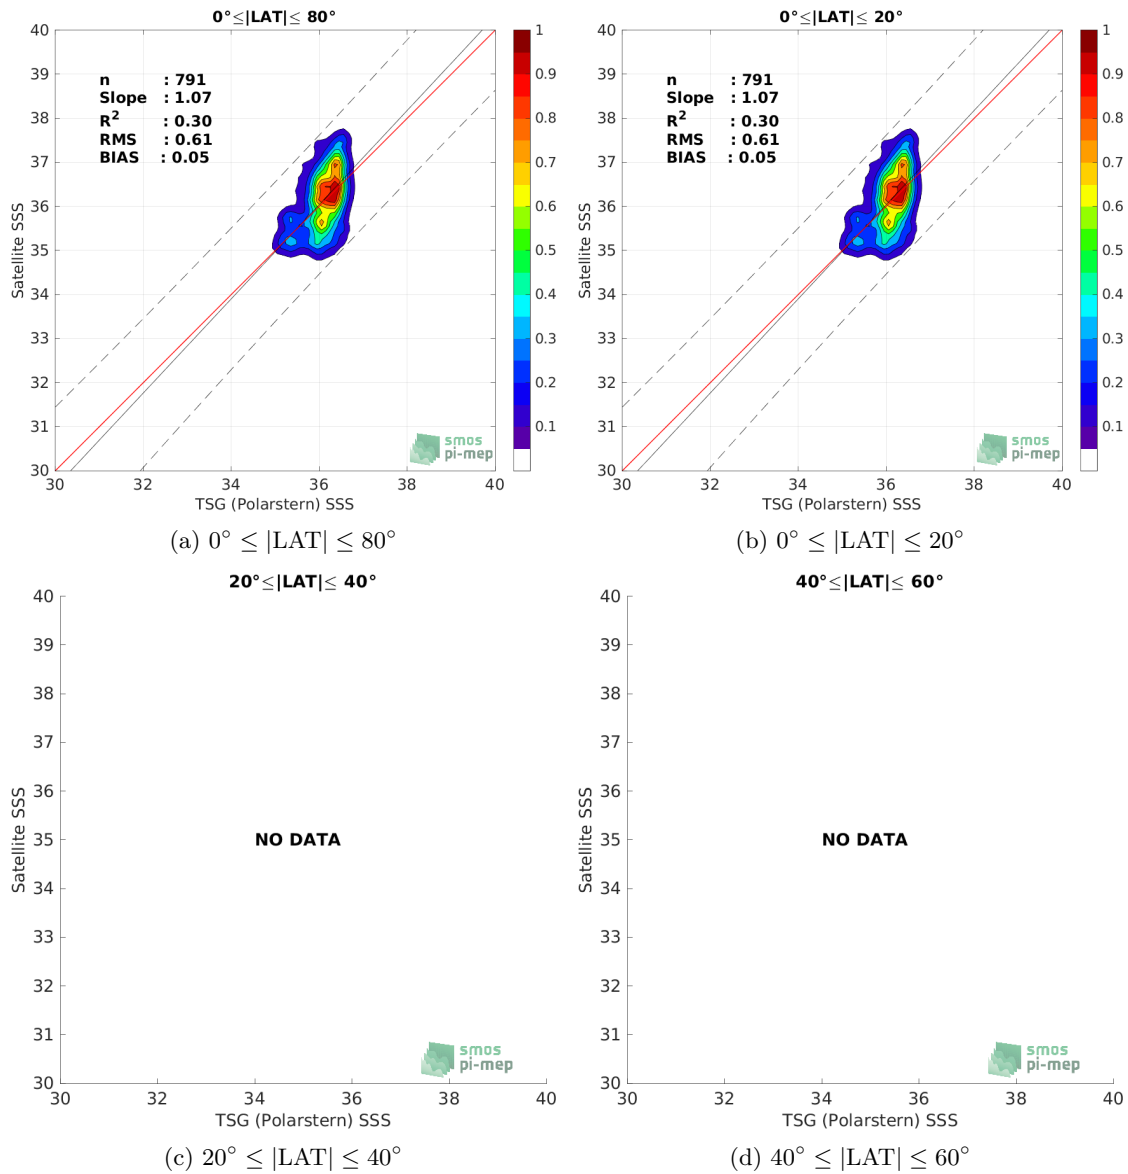 0°≤|LAT|≤ 80°
40
39
38
37
36
35
34
33
32
31
30
Satellite SSS
n : 791
Slope : 1.07
R² : 0.30
RMS : 0.61
BIAS : 0.05
smos
pi-mep
30 32 34 36 38 40
TSG (Polarstern) SSS
1
0.9
0.8
0.7
0.6
0.5
0.4
0.3
0.2
0.1
(a) 0° ≤ |LAT| ≤ 80°
0°≤|LAT|≤ 20°
40
39
38
37
36
35
34
33
32
31
30
Satellite SSS
n : 791
Slope : 1.07
R² : 0.30
RMS : 0.61
BIAS : 0.05
smos
pi-mep
30 32 34 36 38 40
TSG (Polarstern) SSS
1
0.9
0.8
0.7
0.6
0.5
0.4
0.3
0.2
0.1
(b) 0° ≤ |LAT| ≤ 20°
20°≤|LAT|≤ 40°
40
39
38
37
36
35
34
33
32
31
30
Satellite SSS
NO DATA
smos
pi-mep
30 32 34 36 38 40
TSG (Polarstern) SSS
(c) 20° ≤ |LAT| ≤ 40°
40°≤|LAT|≤ 60°
40
39
38
37
36
35
34
33
32
31
30
Satellite SSS
NO DATA
smos
pi-mep
30 32 34 36 38 40
TSG (Polarstern) SSS
(d) 40° ≤ |LAT| ≤ 60°